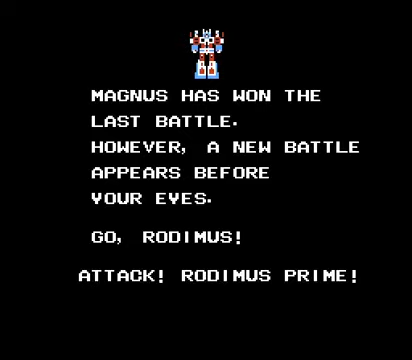 MAGNUS HAS WON THE
LAST BATTLE.
HOWEVER, A NEW BATTLE
APPEARS BEFORE
YOUR EYES.
GO, RODIMUS!
ATTACK! RODIMUS PRIME!